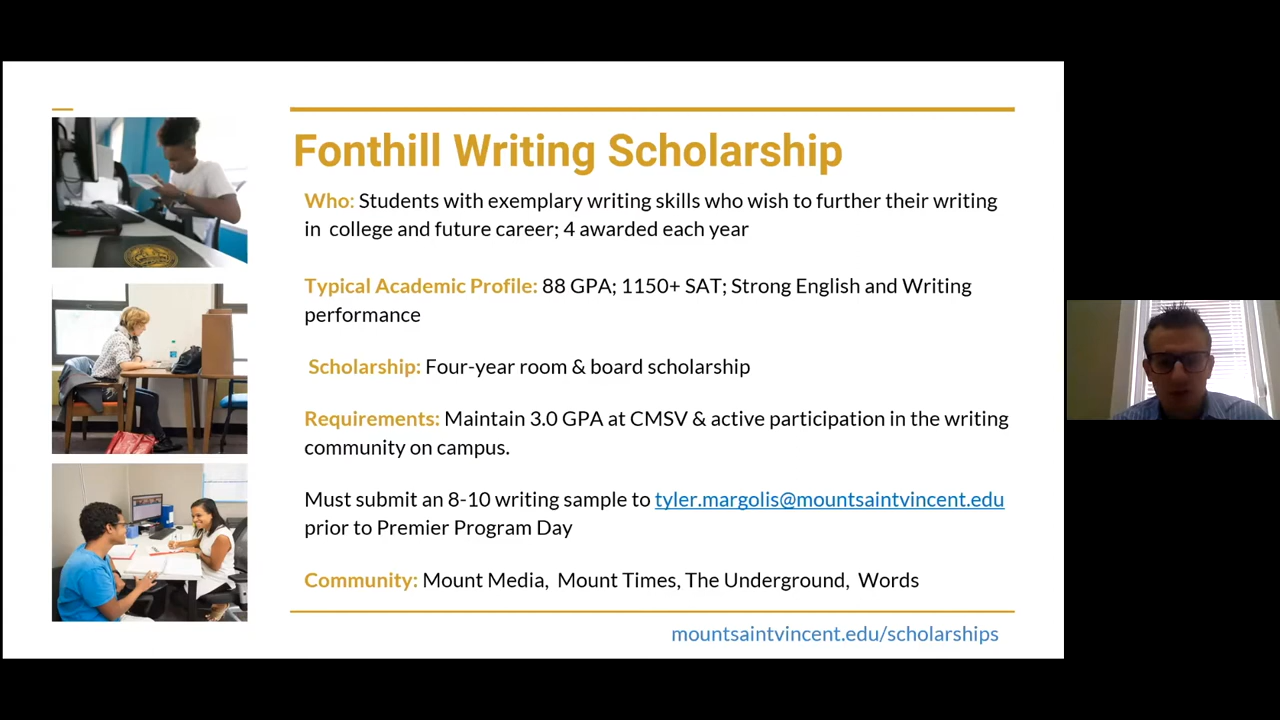 Fonthill Writing Scholarship
Who: Students with exemplary writing skills who wish to further their writing
in college and future career; 4 awarded each year
Typical Academic Profile: 88 GPA; 1150+ SAT; Strong English and Writing
performance
Scholarship: Four-year room & board scholarship
Requirements: Maintain 3.0 GPA at CMSV & active participation in the writing
community on campus.
Must submit an 8-10 writing sample to tyler.margolis@mountsaintvincent.edu
prior to Premier Program Day
Community: Mount Media, Mount Times, The Underground, Words
mountsaintvincent.edu/scholarships